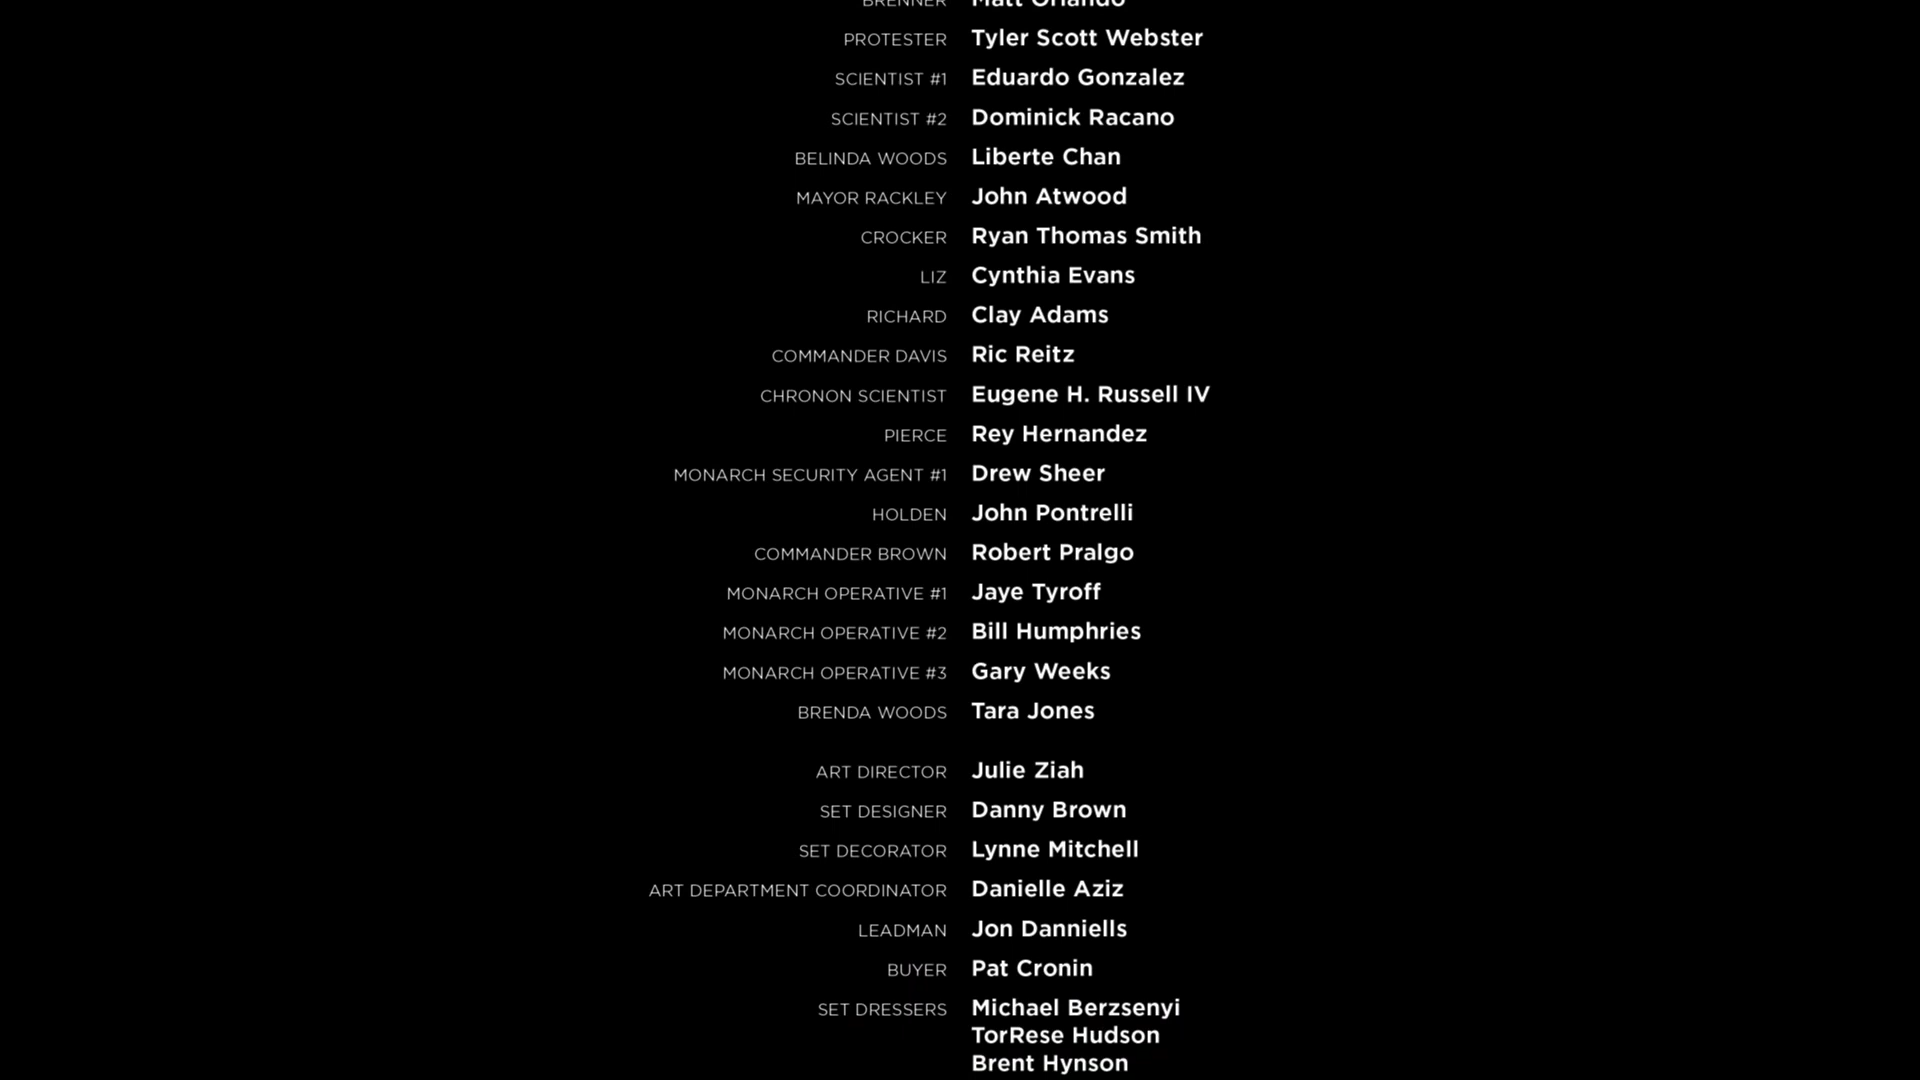 BRENNER Matt Orlando
PROTESTER Tyler Scott Webster
SCIENTIST #1 Eduardo Gonzalez
SCIENTIST #2 Dominick Racano
BELINDA WOODS Liberte Chan
MAYOR RACKLEY John Atwood
CROCKER Ryan Thomas Smith
LIZ Cynthia Evans
RICHARD Clay Adams
COMMANDER DAVIS Ric Reitz
CHRONON SCIENTIST Eugene H. Russell IV
PIERCE Rey Hernandez
MONARCH SECURITY AGENT #1 Drew Sheer
HOLDEN John Pontrelli
COMMANDER BROWN Robert Pralgo
MONARCH OPERATIVE #1 Jaye Tyroff
MONARCH OPERATIVE #2 Bill Humphries
MONARCH OPERATIVE #3 Gary Weeks
BRENDA WOODS Tara Jones
ART DIRECTOR Julie Ziah
SET DESIGNER Danny Brown
SET DECORATOR Lynne Mitchell
ART DEPARTMENT COORDINATOR Danielle Aziz
LEADMAN Jon Danniells
BUYER Pat Cronin
SET DRESSERS Michael Berzsenyi
TorRese Hudson
Brent Hynson